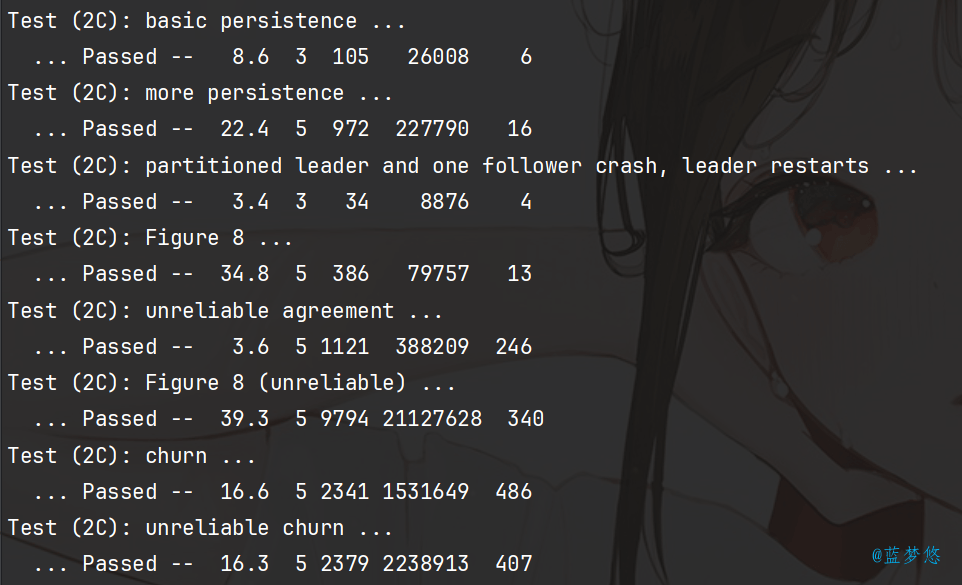 Test (2C): basic persistence ...
  ... Passed --   8.6  3  105   26008    6
Test (2C): more persistence ...
  ... Passed --  22.4  5  972  227790   16
Test (2C): partitioned leader and one follower crash, leader restarts ...
  ... Passed --   3.4  3   34    8876    4
Test (2C): Figure 8 ...
  ... Passed --  34.8  5  386   79757   13
Test (2C): unreliable agreement ...
  ... Passed --   3.6  5 1121  388209  246
Test (2C): Figure 8 (unreliable) ...
  ... Passed --  39.3  5 9794 21127628  340
Test (2C): churn ...
  ... Passed --  16.6  5 2341 1531649  486
Test (2C): unreliable churn ...
  ... Passed --  16.3  5 2379 2238913  407
@蓝梦悠